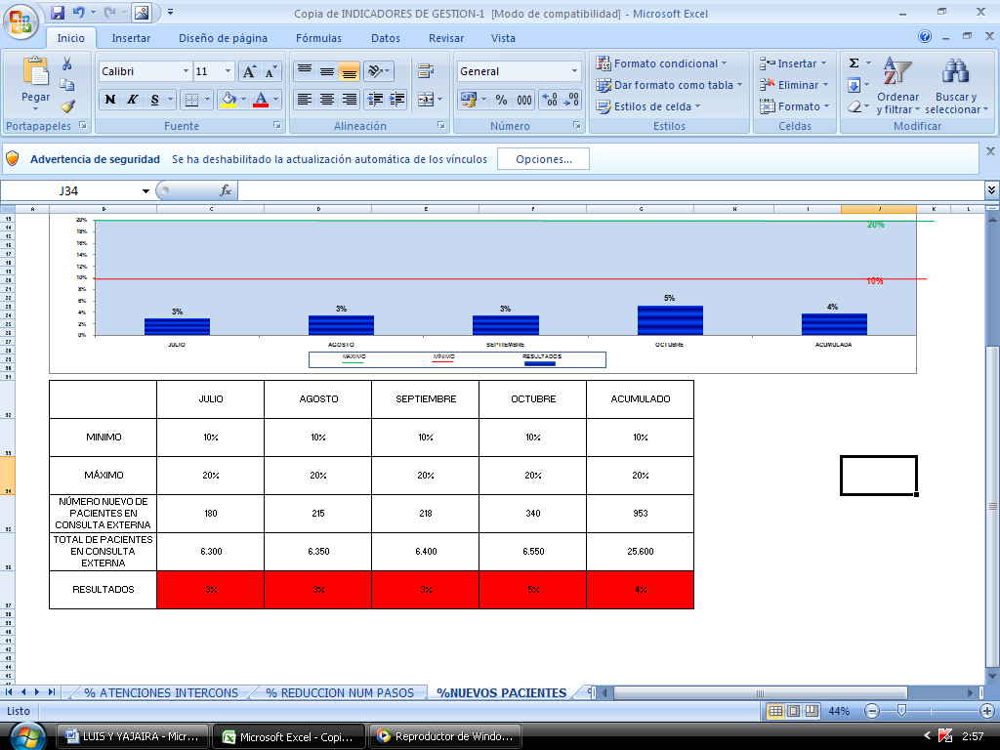 Copia de INDICADORES DE GESTION-1 [Modo de compatibilidad] - Microsoft Excel
Inicio Insertar Diseño de página Fórmulas Datos Revisar Vista
Pegar
Portapapeles
Calibri 11
N K S
Fuente
Alineación
General
% 000
Número
Formato condicional
Dar formato como tabla
Estilos de celda
Estilos
Insertar
Eliminar
Formato
Celdas
Σ
Ordenar y filtrar
Buscar y seleccionar
Modificar
Advertencia de seguridad Se ha deshabilitado la actualización automática de los vínculos Opciones...
J34 fx
A B C D E F G H I J K L
20% 20%
18%
16%
14%
12%
10% 10%
8%
6%
4%
2%
0%
3% 3% 3% 5% 4%
JULIO AGOSTO SEPTIEMBRE OCTUBRE ACUMULADA
MAXIMO MÍNIMO RESULTADOS
JULIO AGOSTO SEPTIEMBRE OCTUBRE ACUMULADO
MINIMO 10% 10% 10% 10% 10%
MÁXIMO 20% 20% 20% 20% 20%
NÚMERO NUEVO DE
PACIENTES EN
CONSULTA EXTERNA
180 215 218 340 953
TOTAL DE PACIENTES
EN CONSULTA
EXTERNA
6.300 6.350 6.400 6.550 25.600
RESULTADOS 3% 3% 3% 5% 4%
% ATENCIONES INTERCONS % REDUCCION NUM PASOS %NUEVOS PACIENTES
Listo 44%
LUIS Y YAJAIRA - Micr... Microsoft Excel - Copi... Reproductor de Windo... 2:57